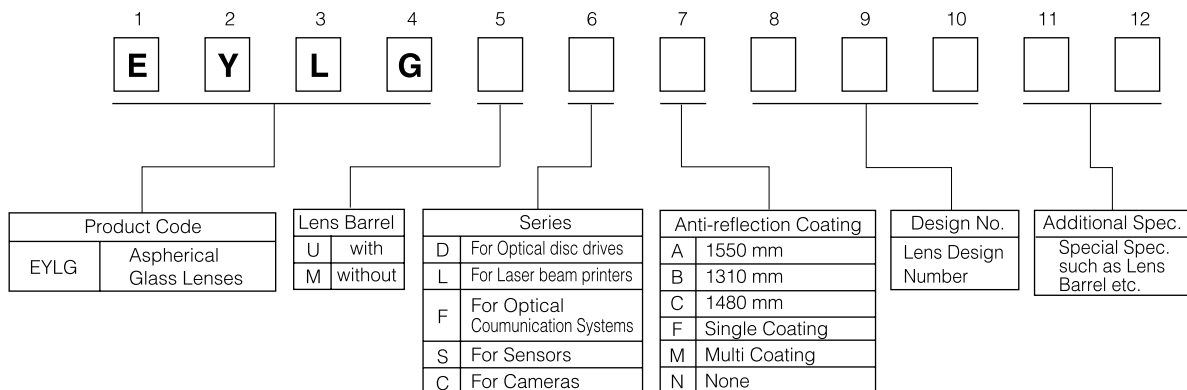 1 2 3 4 5 6 7 8 9 10 11 12
E Y L G
Product Code
EYLG Aspherical
Glass Lenses
Lens Barrel
U with
M without
Series
D For Optical disc drives
L For Laser beam printers
F For Optical
Coumunication Systems
S For Sensors
C For Cameras
Anti-reflection Coating
A 1550 mm
B 1310 mm
C 1480 mm
F Single Coating
M Multi Coating
N None
Design No.
Lens Design
Number
Additional Spec.
Special Spec.
such as Lens
Barrel etc.